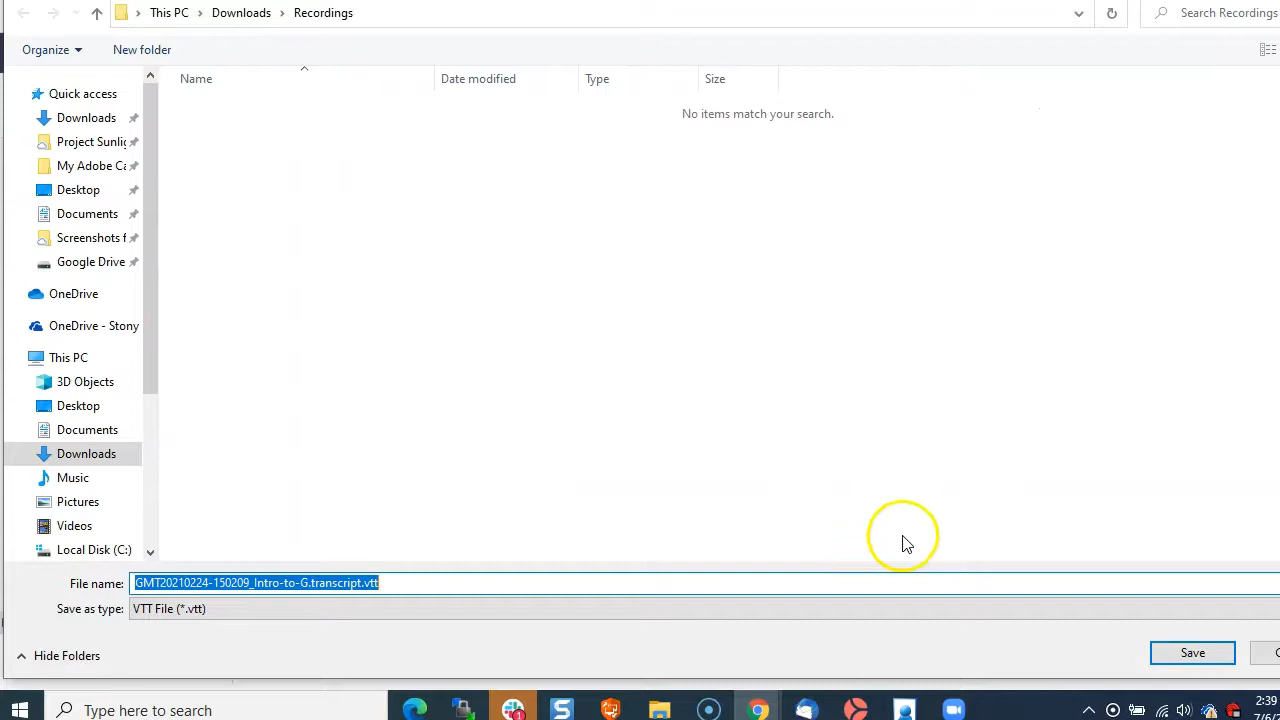 This PC > Downloads > Recordings
Search Recordings
Organize
New folder
Name
Date modified
Type
Size
No items match your search.
Quick access
Downloads
Project Sunlig
My Adobe Ca
Desktop
Documents
Screenshots f
Google Drive
OneDrive
OneDrive - Stony
This PC
3D Objects
Desktop
Documents
Downloads
Music
Pictures
Videos
Local Disk (C:)
File name: GMT20210224-150209_Intro-to-G.transcript.vtt
Save as type: VTT File (*.vtt)
Hide Folders
Save
C
Type here to search
2:39